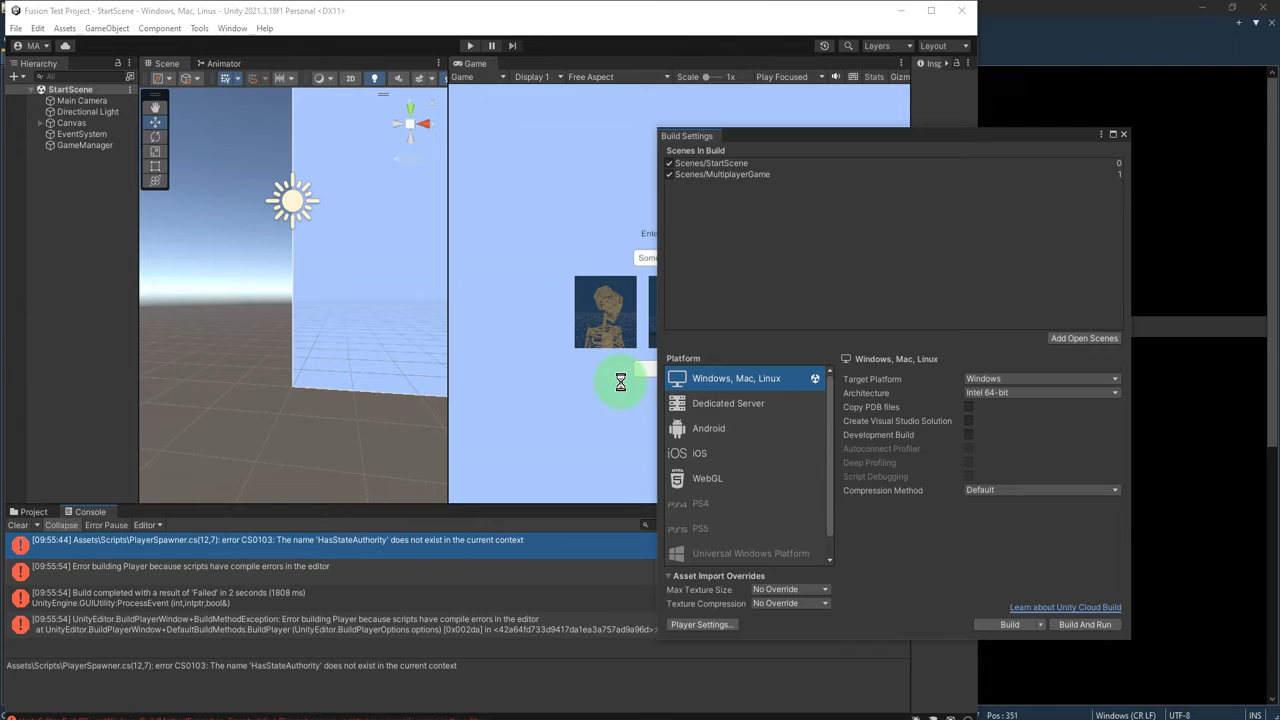 Fusion Test Project - StartScene - Windows, Mac, Linux - Unity 2021.3.18f1 Personal <DX11>
File Edit Assets GameObject Component Tools Window Help
MA Layers Layout
Hierarchy Scene Animator Game Insp
All 2D Game Display 1 Free Aspect Scale 1x Play Focused Stats Gizm
StartScene
Main Camera
Directional Light
Canvas
EventSystem
GameManager
Build Settings
Scenes In Build
Scenes/StartScene 0
Scenes/MultiplayerGame 1
Ente
Some
Add Open Scenes
Platform
Windows, Mac, Linux
Dedicated Server
Android
iOS iOS
WebGL
PS4 PS4
PS5 PS5
Universal Windows Platform
Windows, Mac, Linux
Target Platform Windows
Architecture Intel 64-bit
Copy PDB files
Create Visual Studio Solution
Development Build
Autoconnect Profiler
Deep Profiling
Script Debugging
Compression Method Default
Asset Import Overrides
Max Texture Size No Override
Texture Compression No Override
Learn about Unity Cloud Build
Player Settings... Build Build And Run
Project Console
Clear Collapse Error Pause Editor
[09:55:44] Assets\Scripts\PlayerSpawner.cs(12,7): error CS0103: The name 'HasStateAuthority' does not exist in the current context
[09:55:54] Error building Player because scripts have compile errors in the editor
[09:55:54] Build completed with a result of 'Failed' in 2 seconds (1808 ms)
UnityEngine.GUIUtility:ProcessEvent (int,intptr,bool&)
[09:55:54] UnityEditor.BuildPlayerWindow+BuildMethodException: Error building Player because scripts have compile errors in the editor
at UnityEditor.BuildPlayerWindow+DefaultBuildMethods.BuildPlayer (UnityEditor.BuildPlayerOptions options) [0x002da] in <42a64fd733d9417da1ea3a757ad9a96d>:
Assets\Scripts\PlayerSpawner.cs(12,7): error CS0103: The name 'HasStateAuthority' does not exist in the current context
Pos: 351 Windows (CR LF) UTF-8 INS